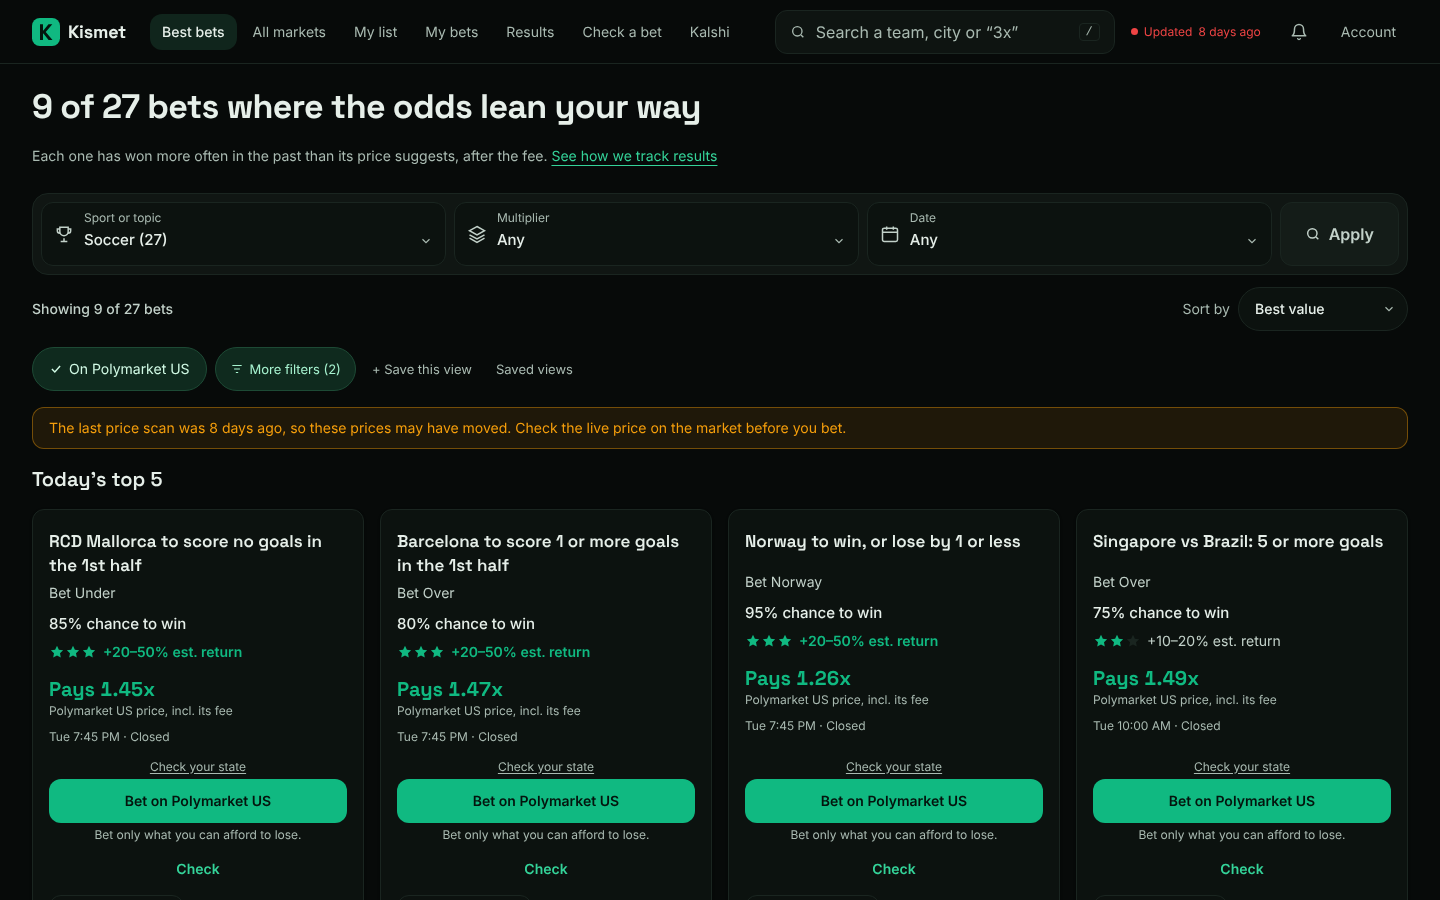 K Kismet
Best bets
All markets
My list
My bets
Results
Check a bet
Kalshi
Search a team, city or “3x”
/
Updated 8 days ago
Account
9 of 27 bets where the odds lean your way
Each one has won more often in the past than its price suggests, after the fee. See how we track results
Sport or topic
Soccer (27)
Multiplier
Any
Date
Any
Apply
Showing 9 of 27 bets
Sort by
Best value
On Polymarket US
More filters (2)
+ Save this view
Saved views
The last price scan was 8 days ago, so these prices may have moved. Check the live price on the market before you bet.
Today’s top 5
RCD Mallorca to score no goals in
the 1st half
Bet Under
85% chance to win
+20–50% est. return
Pays 1.45x
Polymarket US price, incl. its fee
Tue 7:45 PM · Closed
Check your state
Bet on Polymarket US
Bet only what you can afford to lose.
Check
Barcelona to score 1 or more goals
in the 1st half
Bet Over
80% chance to win
+20–50% est. return
Pays 1.47x
Polymarket US price, incl. its fee
Tue 7:45 PM · Closed
Check your state
Bet on Polymarket US
Bet only what you can afford to lose.
Check
Norway to win, or lose by 1 or less
Bet Norway
95% chance to win
+20–50% est. return
Pays 1.26x
Polymarket US price, incl. its fee
Tue 7:45 PM · Closed
Check your state
Bet on Polymarket US
Bet only what you can afford to lose.
Check
Singapore vs Brazil: 5 or more goals
Bet Over
75% chance to win
+10–20% est. return
Pays 1.49x
Polymarket US price, incl. its fee
Tue 10:00 AM · Closed
Check your state
Bet on Polymarket US
Bet only what you can afford to lose.
Check